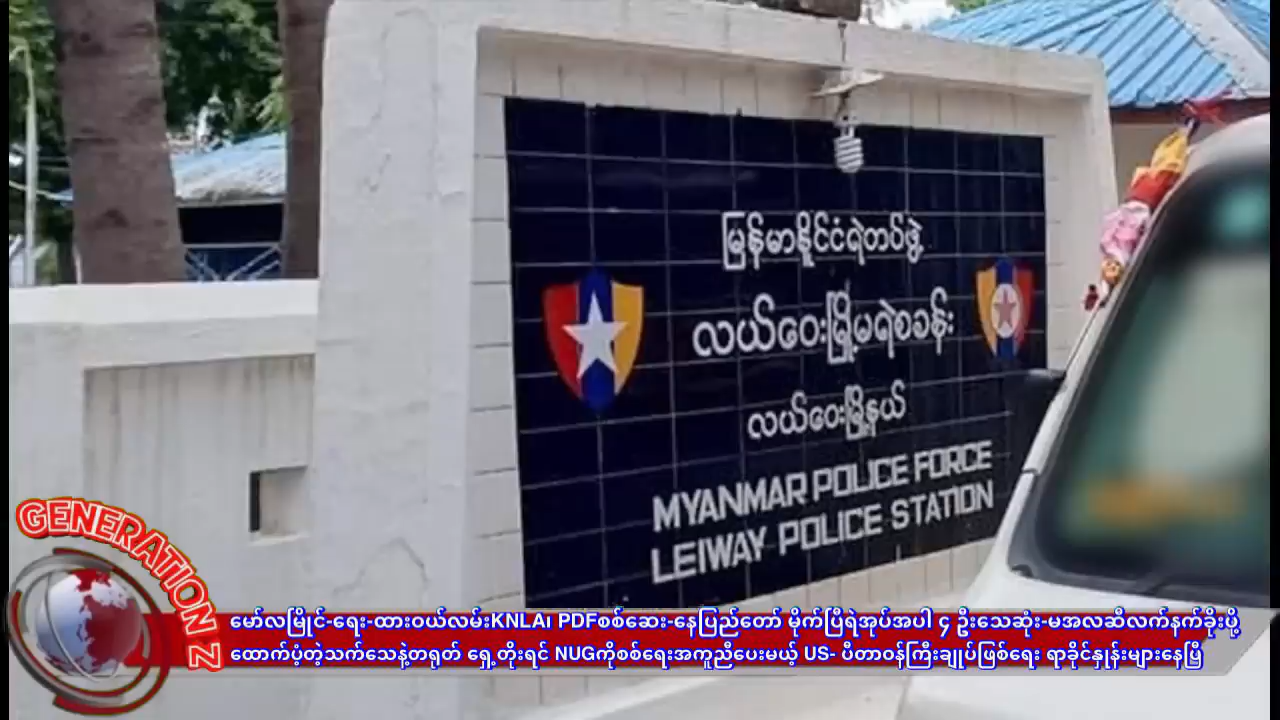 မြန်မာနိုင်ငံရဲတပ်ဖွဲ့
လယ်ဝေးမြို့မရဲစခန်း
လယ်ဝေးမြို့နယ်
MYANMAR POLICE FORCE
LEIWAY POLICE STATION
GENERATION Z
မော်လမြိုင်-ရေး-ထားဝယ်လမ်းKNLA၊ PDFစစ်ဆေး-နေပြည်တော် မိုက်ပြီရဲအုပ်အပါ ၄ ဦးသေဆုံး-မအလဆီလက်နက်ခိုးပို့
ထောက်ပံ့တဲ့သက်သေနဲ့တရုတ် ရှေ့တိုးရင် NUGကိုစစ်ရေးအကူညီပေးမယ့် US- ပီတာဝန်ကြီးချုပ်ဖြစ်ရေး ရာခိုင်နှုန်းများနေပြီ